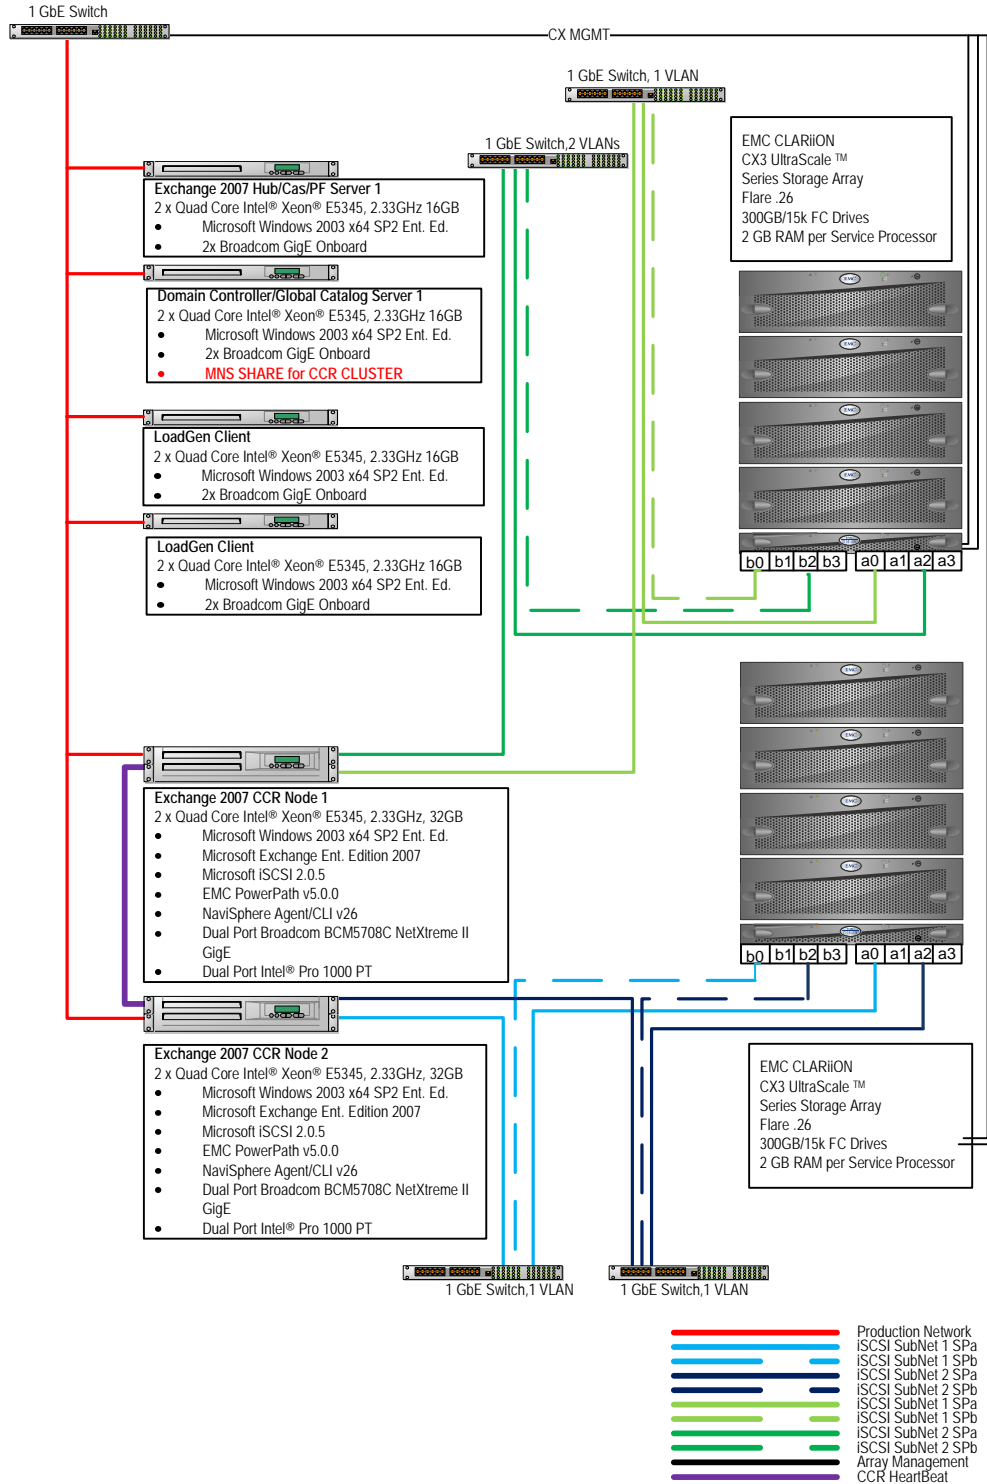 1 GbE Switch
CX MGMT
1 GbE Switch, 1 VLAN
1 GbE Switch,2 VLANs
EMC CLARiiON
CX3 UltraScale ™
Series Storage Array
Flare .26
300GB/15k FC Drives
2 GB RAM per Service Processor
Exchange 2007 Hub/Cas/PF Server 1
2 x Quad Core Intel® Xeon® E5345, 2.33GHz 16GB
• Microsoft Windows 2003 x64 SP2 Ent. Ed.
• 2x Broadcom GigE Onboard
Domain Controller/Global Catalog Server 1
2 x Quad Core Intel® Xeon® E5345, 2.33GHz 16GB
• Microsoft Windows 2003 x64 SP2 Ent. Ed.
• 2x Broadcom GigE Onboard
• MNS SHARE for CCR CLUSTER
LoadGen Client
2 x Quad Core Intel® Xeon® E5345, 2.33GHz 16GB
• Microsoft Windows 2003 x64 SP2 Ent. Ed.
• 2x Broadcom GigE Onboard
LoadGen Client
2 x Quad Core Intel® Xeon® E5345, 2.33GHz 16GB
• Microsoft Windows 2003 x64 SP2 Ent. Ed.
• 2x Broadcom GigE Onboard
EMC
EMC
EMC
EMC
b0 b1 b2 b3 a0 a1 a2 a3
EMC
EMC
EMC
EMC
b0 b1 b2 b3 a0 a1 a2 a3
Exchange 2007 CCR Node 1
2 x Quad Core Intel® Xeon® E5345, 2.33GHz, 32GB
• Microsoft Windows 2003 x64 SP2 Ent. Ed.
• Microsoft Exchange Ent. Edition 2007
• Microsoft iSCSI 2.0.5
• EMC PowerPath v5.0.0
• NaviSphere Agent/CLI v26
• Dual Port Broadcom BCM5708C NetXtreme II
GigE
• Dual Port Intel® Pro 1000 PT
Exchange 2007 CCR Node 2
2 x Quad Core Intel® Xeon® E5345, 2.33GHz, 32GB
• Microsoft Windows 2003 x64 SP2 Ent. Ed.
• Microsoft Exchange Ent. Edition 2007
• Microsoft iSCSI 2.0.5
• EMC PowerPath v5.0.0
• NaviSphere Agent/CLI v26
• Dual Port Broadcom BCM5708C NetXtreme II
GigE
• Dual Port Intel® Pro 1000 PT
EMC CLARiiON
CX3 UltraScale ™
Series Storage Array
Flare .26
300GB/15k FC Drives
2 GB RAM per Service Processor
1 GbE Switch,1 VLAN
1 GbE Switch,1 VLAN
Production Network
iSCSI SubNet 1 SPa
iSCSI SubNet 1 SPb
iSCSI SubNet 2 SPa
iSCSI SubNet 2 SPb
iSCSI SubNet 1 SPa
iSCSI SubNet 1 SPb
iSCSI SubNet 2 SPa
iSCSI SubNet 2 SPb
Array Management
CCR HeartBeat